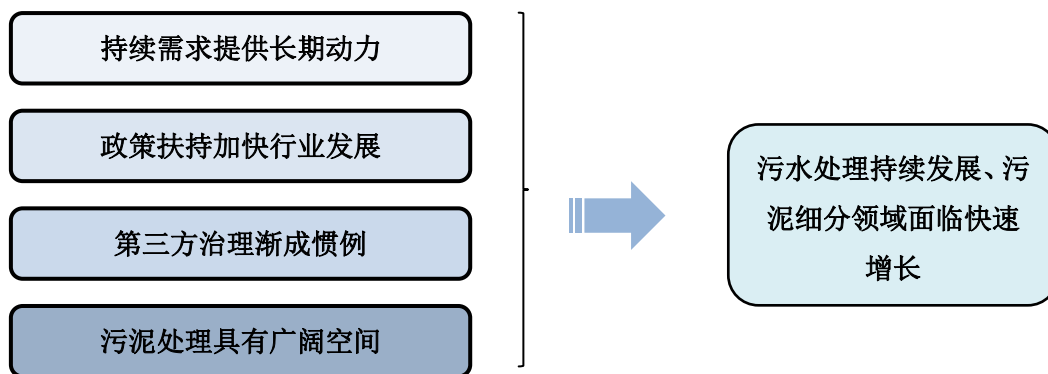 持续需求提供长期动力
政策扶持加快行业发展
第三方治理渐成惯例
污泥处理具有广阔空间
污水处理持续发展、污
泥细分领域面临快速
增长